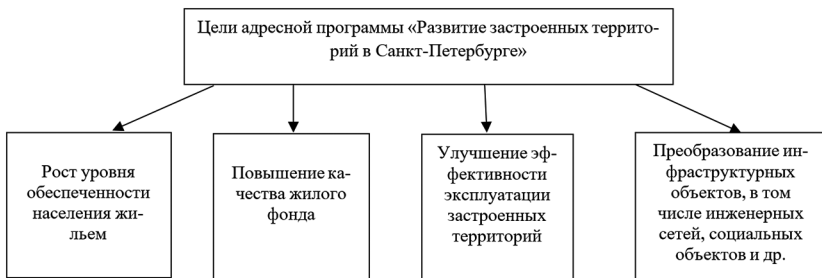 Цели адресной программы «Развитие застроенных террито-
рий в Санкт-Петербурге»
Рост уровня
обеспеченности
населения жи-
льем
Повышение ка-
чества жилого
фонда
Улучшение эф-
фективности
эксплуатации
застроенных
территорий
Преобразование ин-
фраструктурных
объектов, в том
числе инженерных
сетей, социальных
объектов и др.